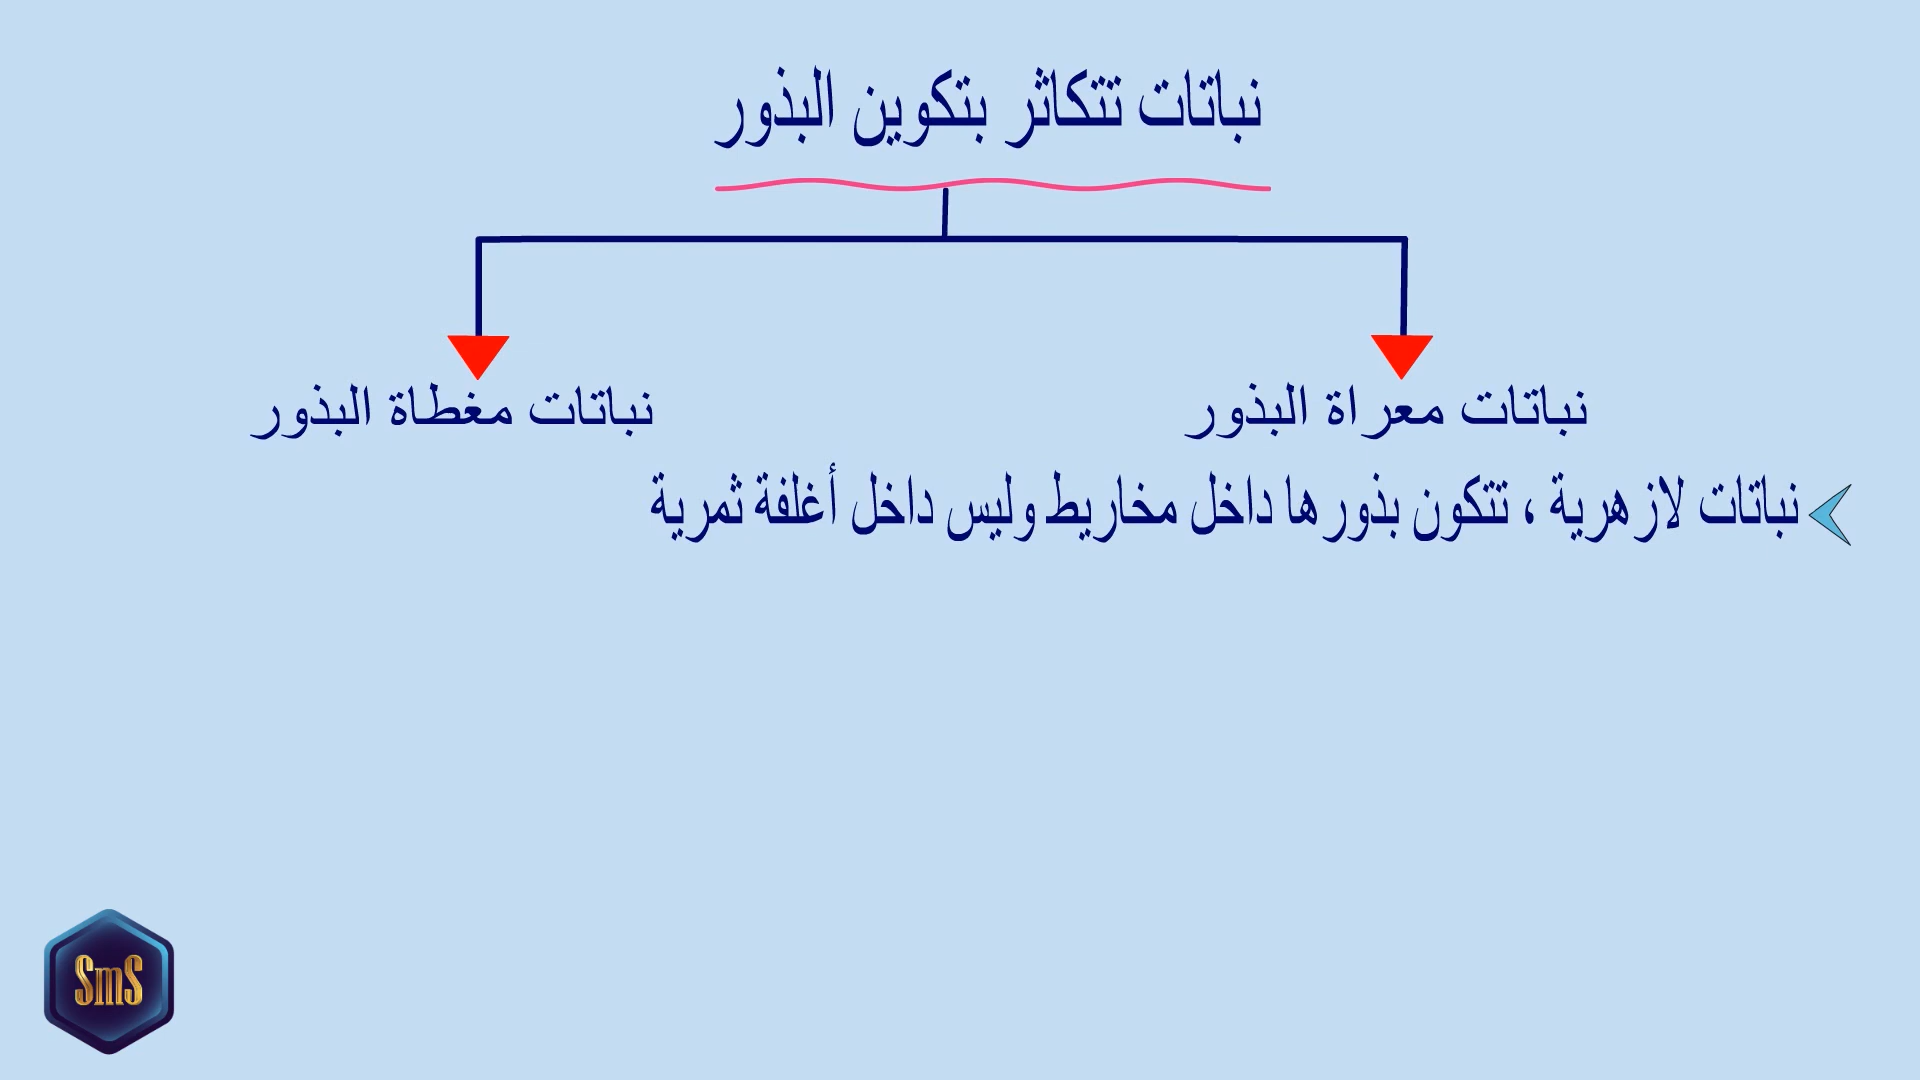 نباتات تتكاثر بتكوين البذور
نباتات معراة البذور
نباتات مغطاة البذور
نباتات لازهرية ، تتكون بذورها داخل مخاريط وليس داخل أغلفة ثمرية
SmS